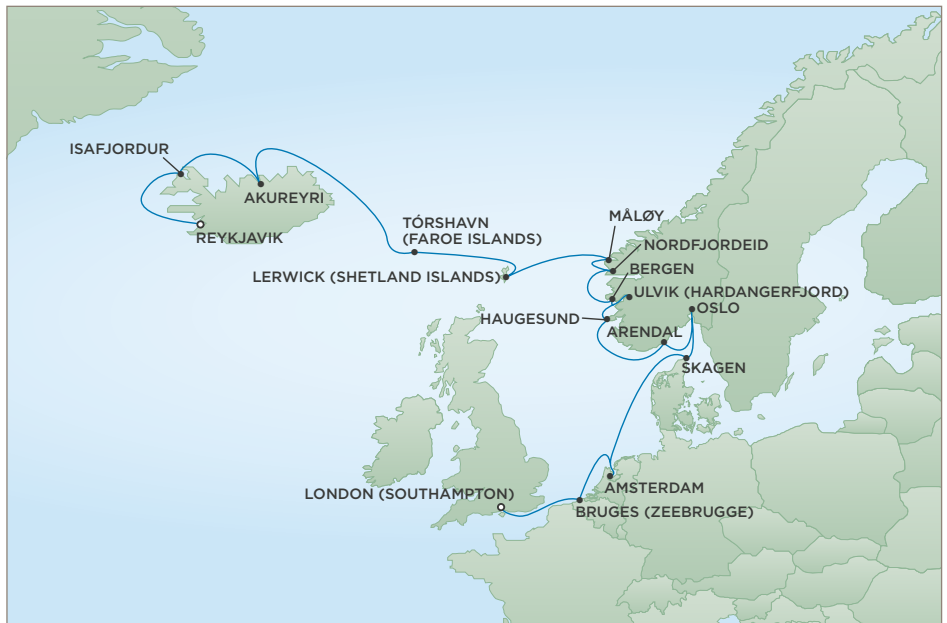 ISAFJORDUR
AKUREYRI
REYKJAVIK
TÓRSHAVN
(FAROE ISLANDS)
LERWICK (SHETLAND ISLANDS)
MÅLØY
NORDFJORDEID
BERGEN
ULVIK (HARDANGERFJORD)
OSLO
HAUGESUND
ARENDAL
SKAGEN
AMSTERDAM
LONDON (SOUTHAMPTON)
BRUGES (ZEEBRUGGE)